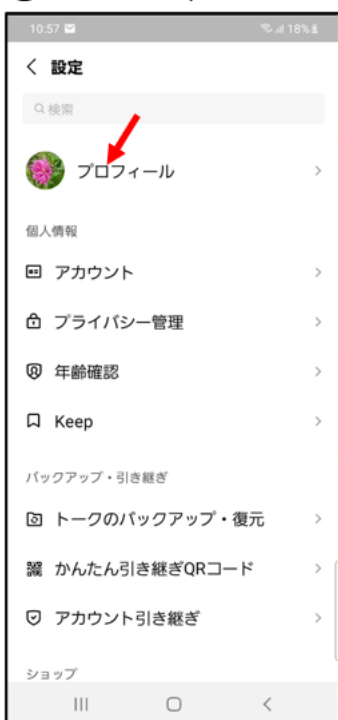 10:57 18%
設定
検索
プロフィール
個人情報
アカウント
プライバシー管理
年齢確認
Keep
バックアップ・引き継ぎ
トークのバックアップ・復元
かんたん引き継ぎQRコード
アカウント引き継ぎ
ショップ